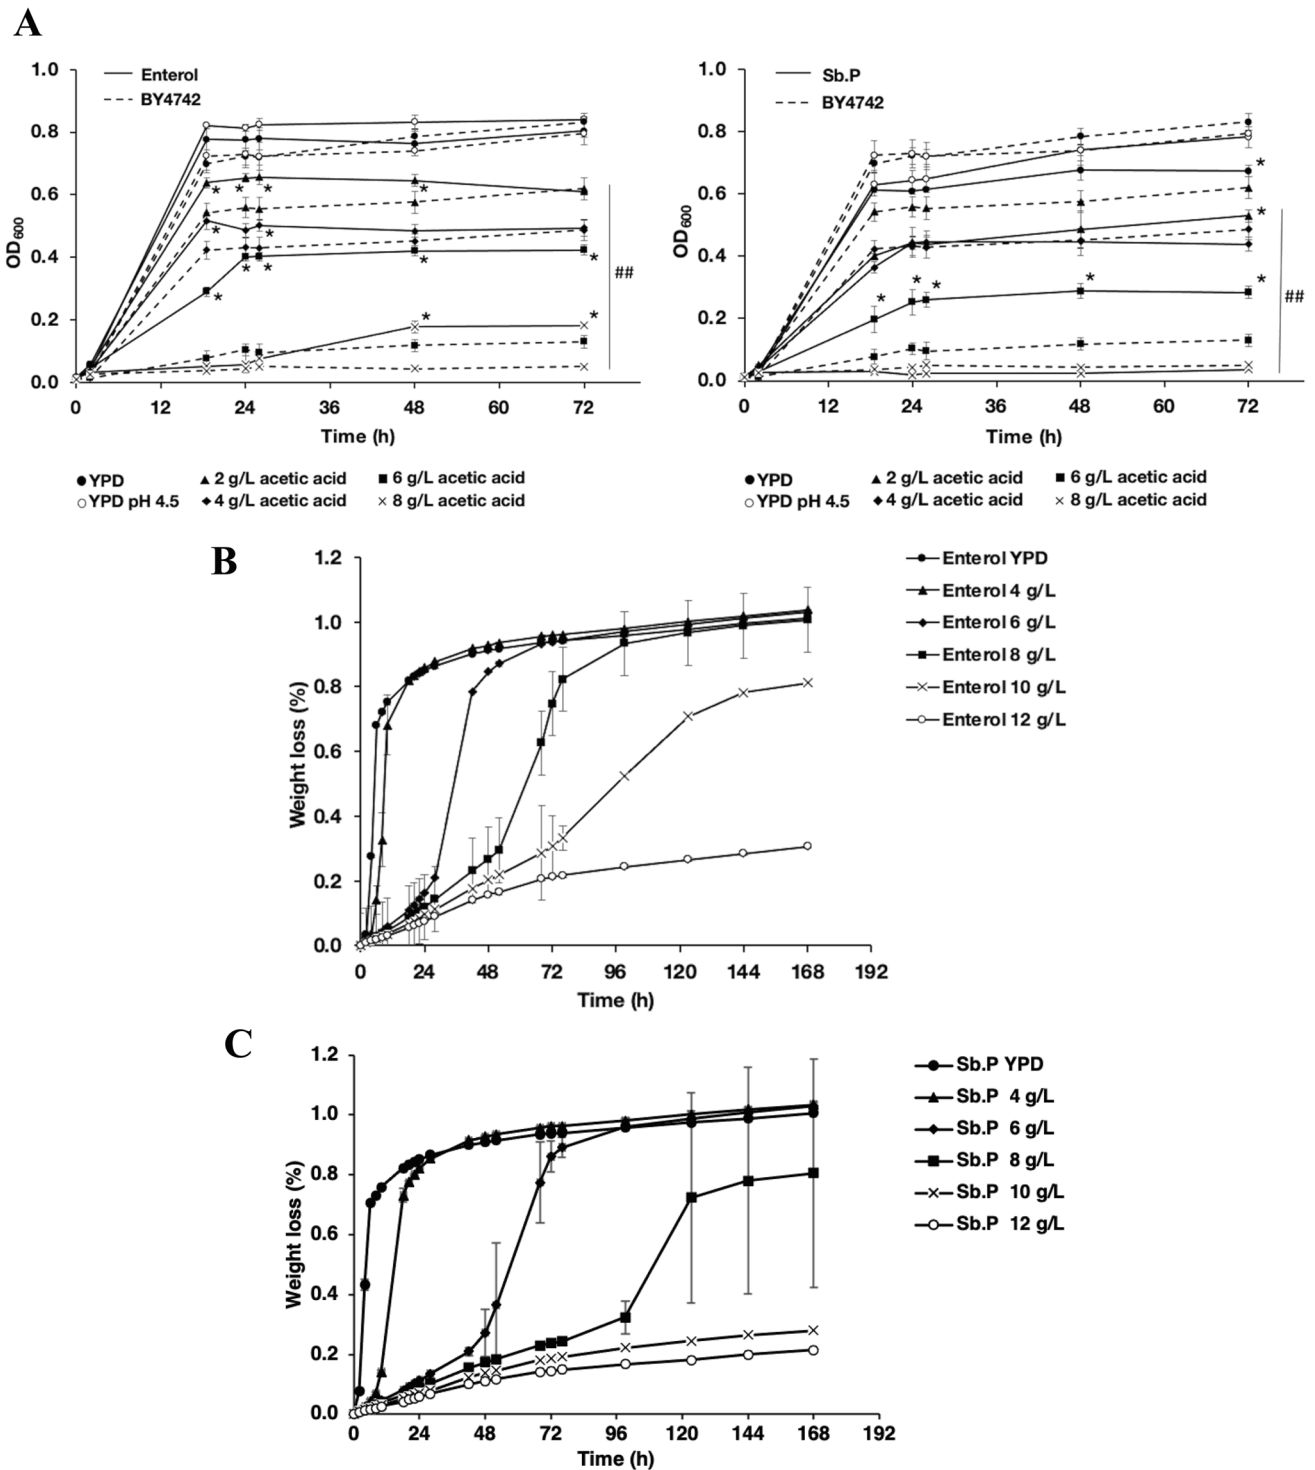 A
1.0
0.8
0.6
0.4
0.2
0.0
OD600
Enterol
BY4742
* * * *
* *
* * * * *
* *
##
0 12 24 36 48 60 72
Time (h)
YPD 2 g/L acetic acid 6 g/L acetic acid
YPD pH 4.5 4 g/L acetic acid 8 g/L acetic acid
1.0
0.8
0.6
0.4
0.2
0.0
OD600
Sb.P
BY4742
*
*
* * * * *
##
0 12 24 36 48 60 72
Time (h)
YPD 2 g/L acetic acid 6 g/L acetic acid
YPD pH 4.5 4 g/L acetic acid 8 g/L acetic acid
B
1.2
1.0
0.8
0.6
0.4
0.2
0.0
Weight loss (%)
0 24 48 72 96 120 144 168 192
Time (h)
Enterol YPD
Enterol 4 g/L
Enterol 6 g/L
Enterol 8 g/L
Enterol 10 g/L
Enterol 12 g/L
C
1.2
1.0
0.8
0.6
0.4
0.2
0.0
Weight loss (%)
0 24 48 72 96 120 144 168 192
Time (h)
Sb.P YPD
Sb.P 4 g/L
Sb.P 6 g/L
Sb.P 8 g/L
Sb.P 10 g/L
Sb.P 12 g/L